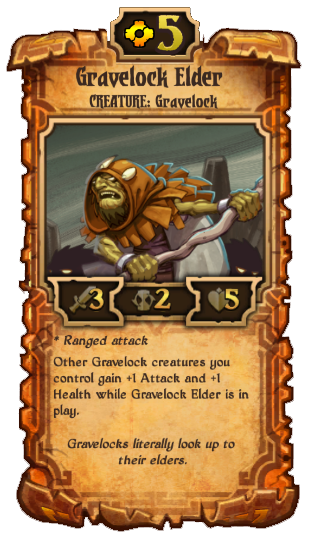 5
Gravelock Elder
CREATURE: Gravelock
3 2 5
* Ranged attack
Other Gravelock creatures you
control gain +1 Attack and +1
Health while Gravelock Elder is in
play.
Gravelocks literally look up to
their elders.